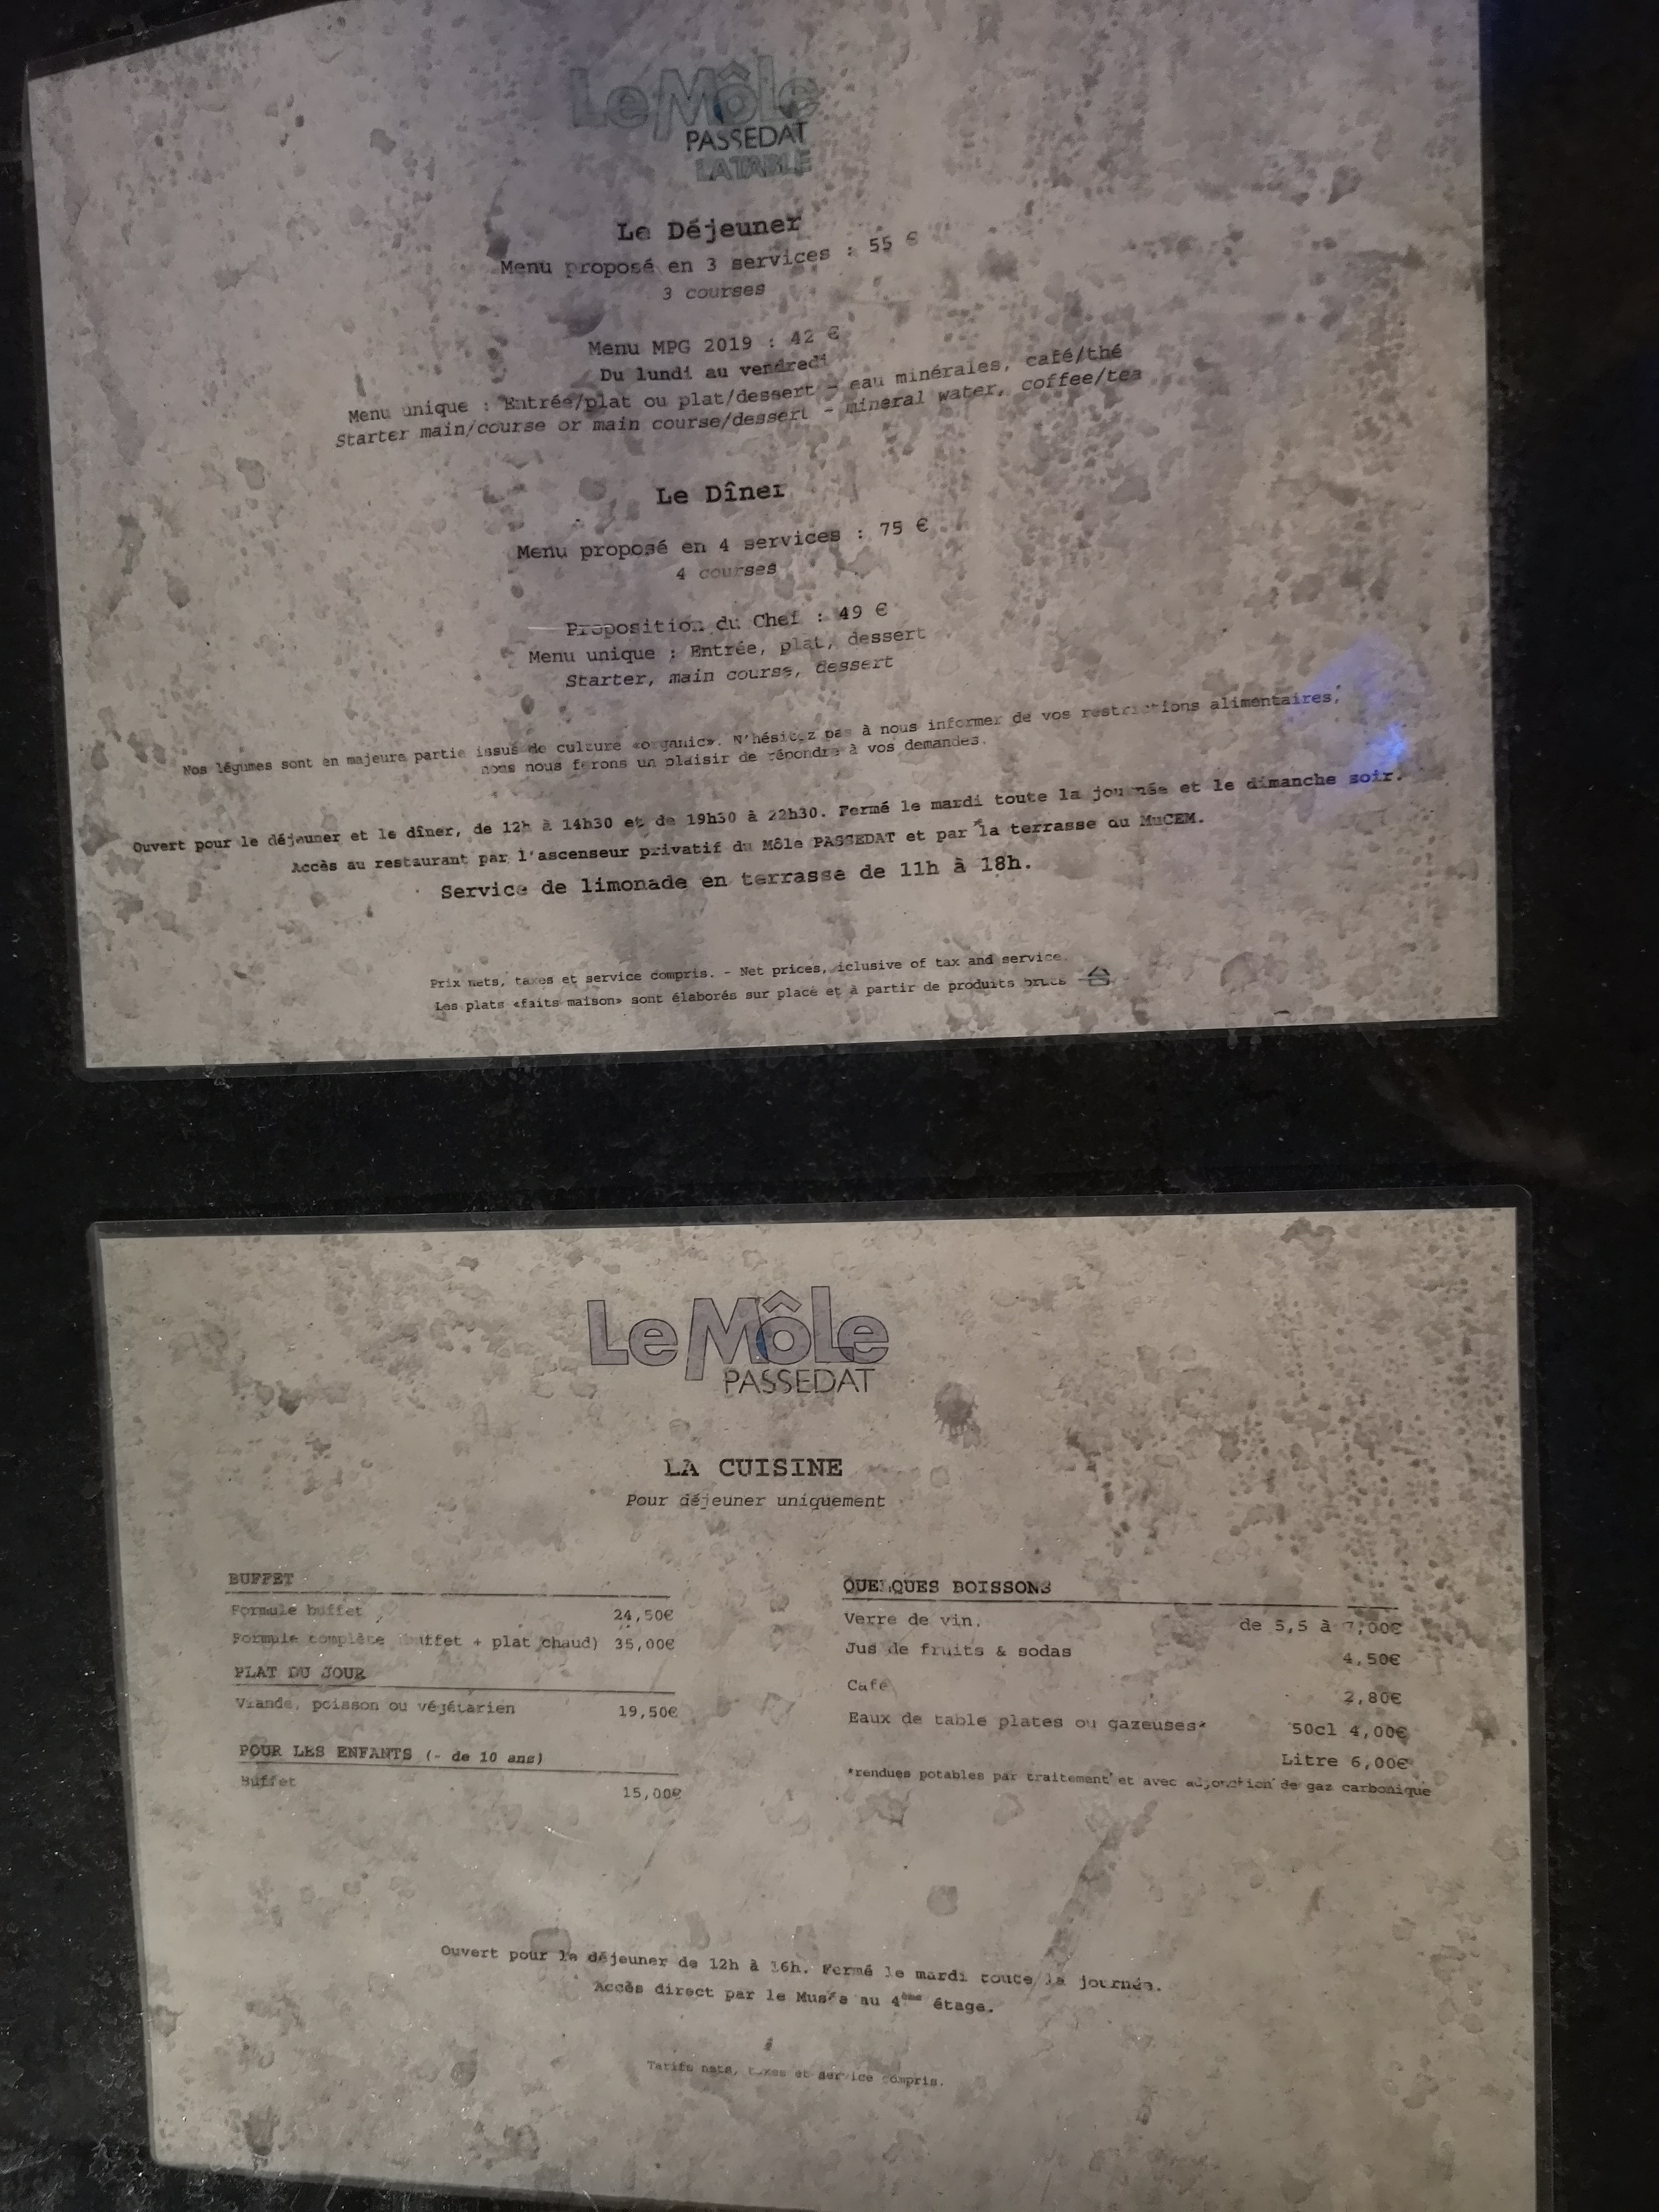 Le Môle
PASSEDAT
LA TABLE
Le Déjeuner
Menu proposé en 3 services : 55 €
3 courses
Menu MPG 2019 : 42 €
Du lundi au vendredi
Menu unique : Entrée/plat ou plat/dessert - eau minérales, café/thé
Starter main/course or main course/dessert - mineral water, coffee/tea
Le Dîner
Menu proposé en 4 services : 75 €
4 courses
Proposition du Chef : 49 €
Menu unique : Entrée, plat, dessert
Starter, main course, dessert
Nos légumes sont en majeure partie issus de culture «organic». N'hésitez pas à nous informer de vos restrictions alimentaires,
nous nous ferons un plaisir de répondre à vos demandes.
Ouvert pour le déjeuner et le dîner, de 12h à 14h30 et de 19h30 à 22h30. Fermé le mardi toute la journée et le dimanche soir.
Accès au restaurant par l'ascenseur privatif du Môle PASSEDAT et par la terrasse du MuCEM.
Service de limonade en terrasse de 11h à 18h.
Prix nets, taxes et service compris. - Net prices, iclusive of tax and service.
Les plats «faits maison» sont élaborés sur place et à partir de produits bruts
Le Môle
PASSEDAT
LA CUISINE
Pour déjeuner uniquement
BUFFET
Formule buffet 24,50€
Formule complète (buffet + plat chaud) 35,00€
PLAT DU JOUR
Viande, poisson ou végétarien 19,50€
POUR LES ENFANTS (- de 10 ans)
Buffet 15,00€
QUELQUES BOISSONS
Verre de vin de 5,5 à 7,00€
Jus de fruits & sodas 4,50€
Café 2,80€
Eaux de table plates ou gazeuses* 50cl 4,00€
Litre 6,00€
*rendues potables par traitement et avec adjonction de gaz carbonique
Ouvert pour le déjeuner de 12h à 16h. Fermé le mardi toute la journée.
Accès direct par le Musée au 4ème étage.
Tarifs nets, taxes et service compris.